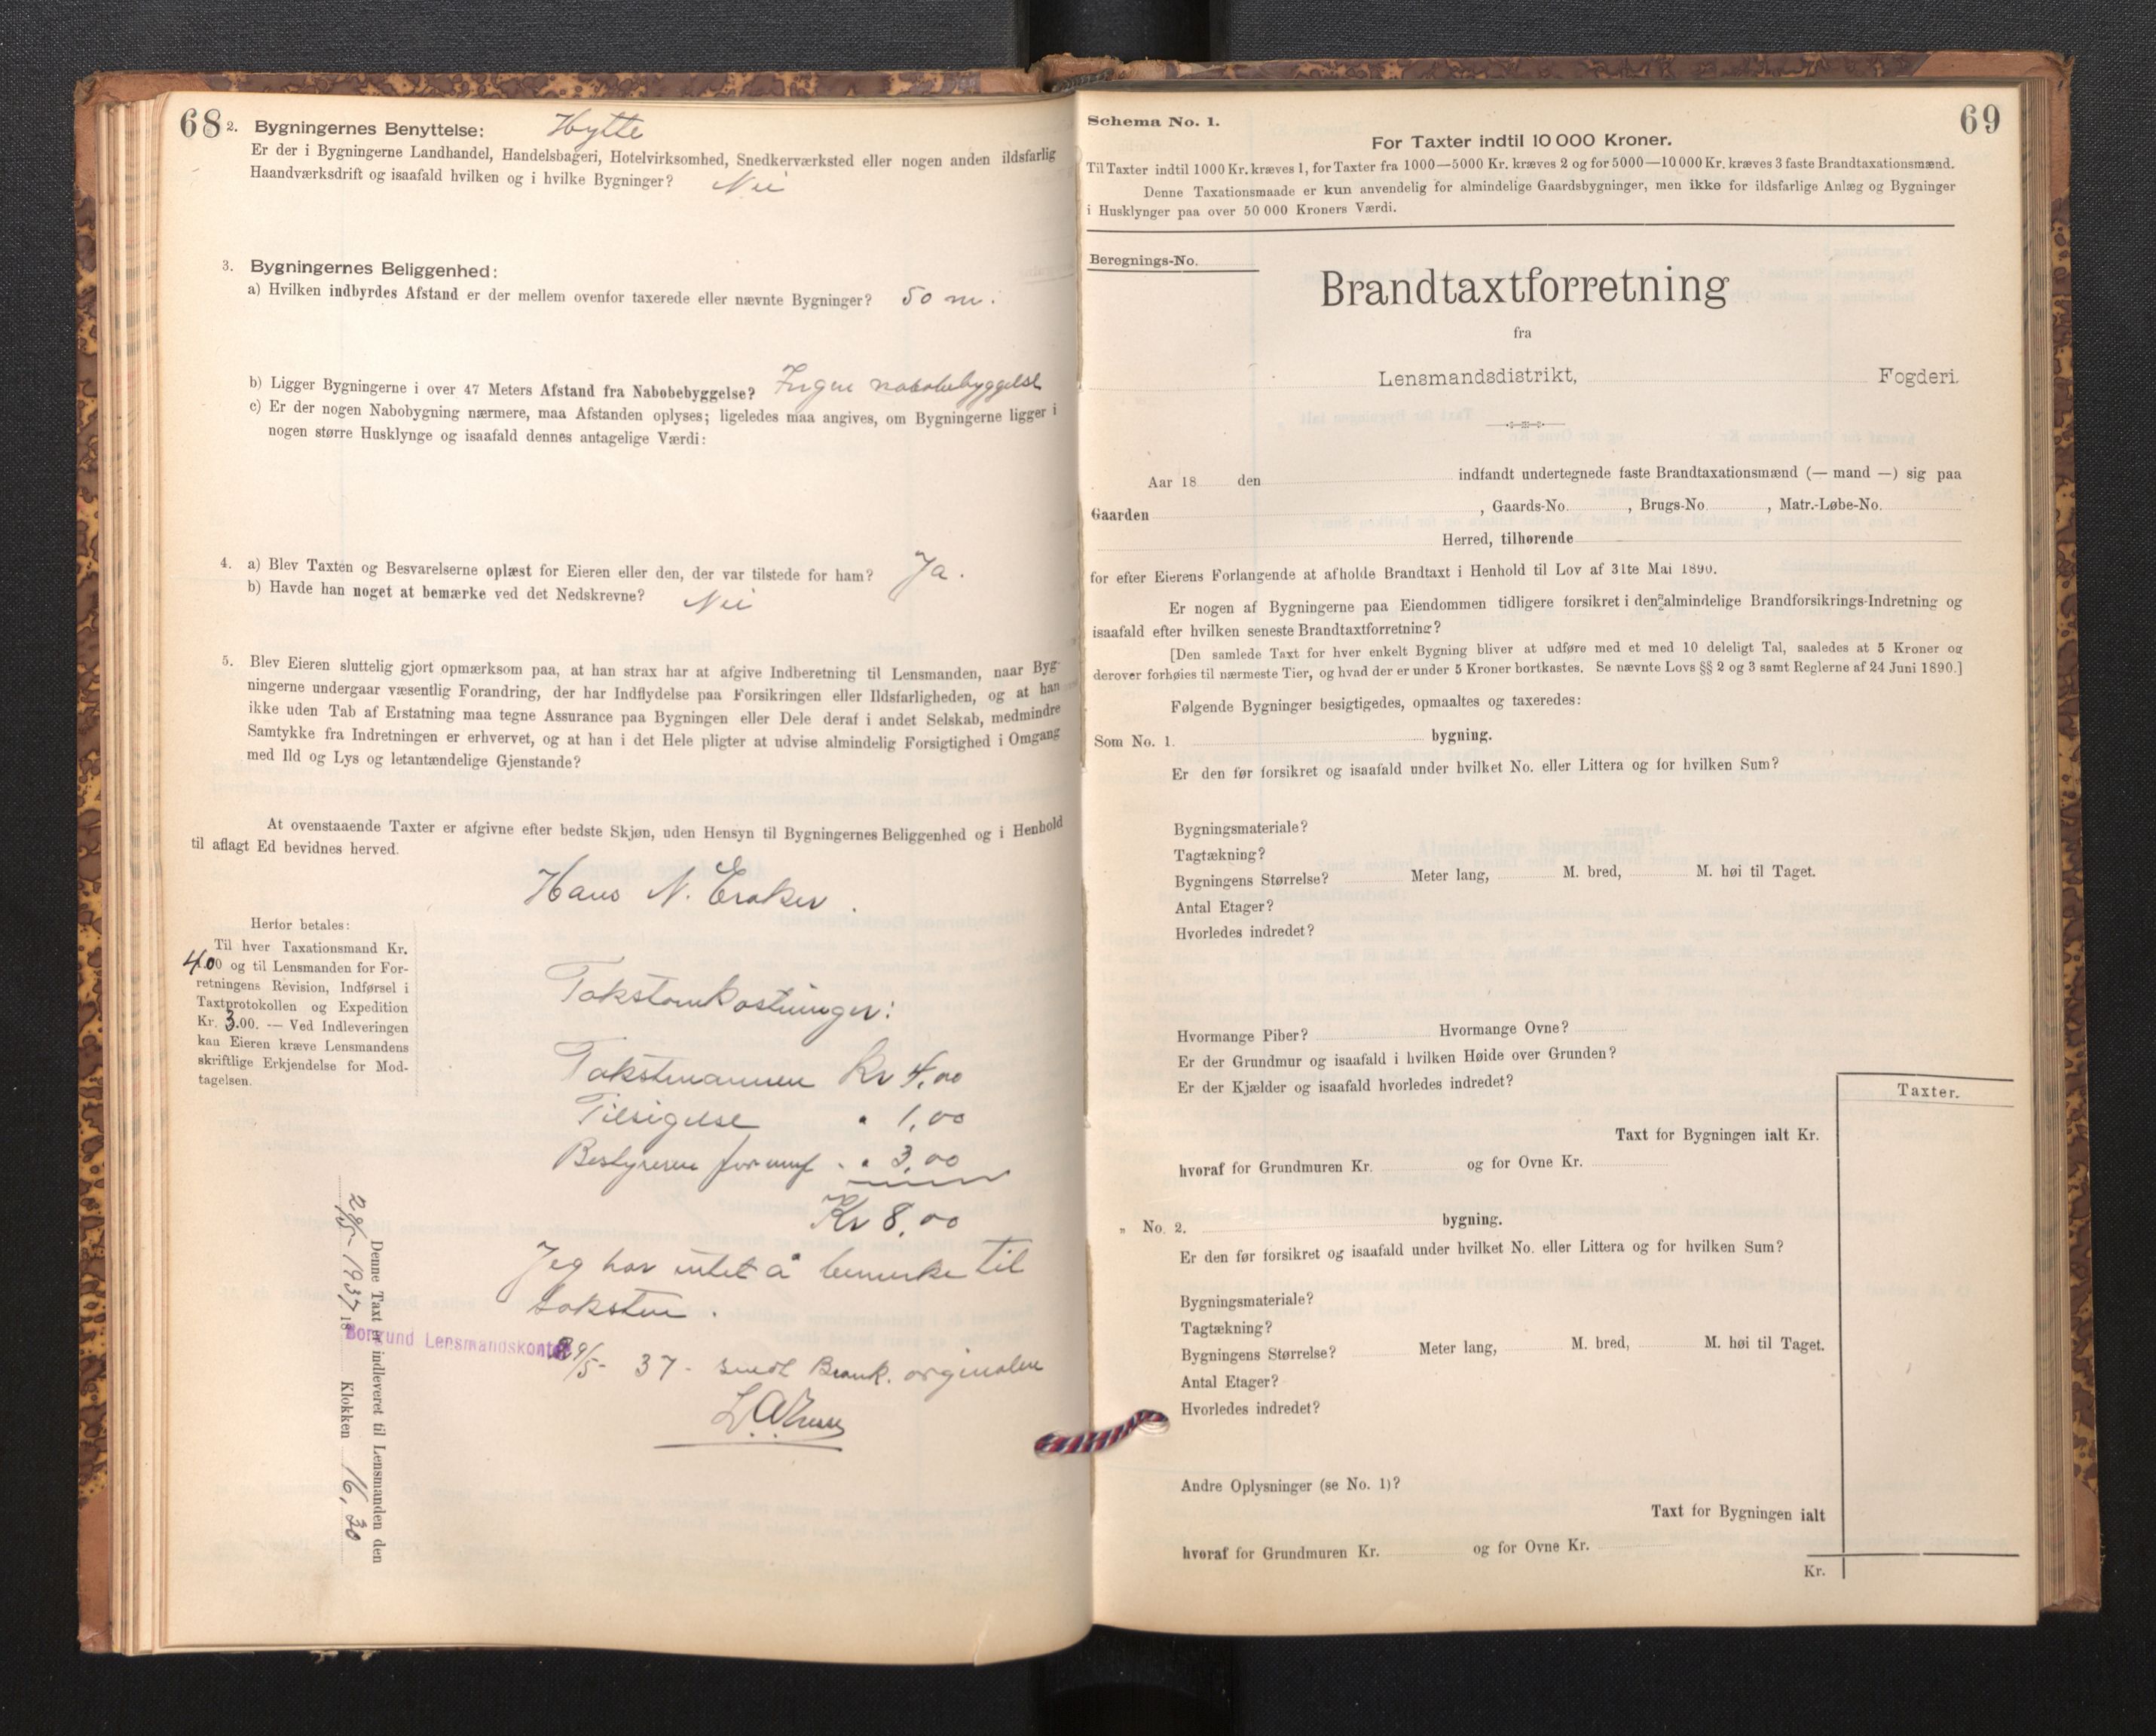 68
2. Bygningernes Benyttelse: Hytte
Er der i Bygningerne Landhandel, Handelsbageri, Hotelvirksomhed, Snedkerværksted eller nogen anden ildsfarlig
Haandværksdrift og isaafald hvilken og i hvilke Bygninger? Nei
3. Bygningernes Beliggenhed:
a) Hvilken indbyrdes Afstand er der mellem ovenfor taxerede eller nævnte Bygninger? 50 m.
b) Ligger Bygningerne i over 47 Meters Afstand fra Nabobebyggelse? Ingen nabobebyggelse
c) Er der nogen Nabobygning nærmere, maa Afstanden oplyses; ligeledes maa angives, om Bygningerne ligger i
nogen større Husklynge og isaafald dennes antagelige Værdi:
4. a) Blev Taxten og Besvarelserne oplæst for Eieren eller den, der var tilstede for ham? Ja.
b) Havde han noget at bemærke ved det Nedskrevne? Nei
5. Blev Eieren sluttelig gjort opmærksom paa, at han strax har at afgive Indberetning til Lensmanden, naar Byg-
ningerne undergaar væsentlig Forandring, der har Indflydelse paa Forsikringen eller Ildsfarligheden, og at han
ikke uden Tab af Erstatning maa tegne Assurance paa Bygningen eller Dele deraf i andet Selskab, medmindre
Samtykke fra Indretningen er erhvervet, og at han i det Hele pligter at udvise almindelig Forsigtighed i Omgang
med Ild og Lys og letantændelige Gjenstande?
At ovenstaaende Taxter er afgivne efter bedste Skjøn, uden Hensyn til Bygningernes Beliggenhed og i Henhold
til aflagt Ed bevidnes herved.
Hans N. Eraker.
Herfor betales:
Til hver Taxationsmand Kr.
4.00 og til Lensmanden for For-
retningens Revision, Indførsel i
Taxtprotokollen og Expedition
Kr. 3.00. — Ved Indleveringen
kan Eieren kræve Lensmandens
skriftlige Erkjendelse for Mod-
tagelsen.
Takstomkostninger:
Takstmannen Kr 4,00
Tilsigelse " 1,00
Bestyreren " 3,00
Kr 8,00
Jeg har intet å bemerke til
taksten.
Borgund Lensmandskontor 29/5- 37 - sendt Brank. orginalen
Denne Taxt er indleveret til Lensmanden den
29/5- 1937 18 Klokken 16,30
69
Schema No. 1.
For Taxter indtil 10 000 Kroner.
Til Taxter indtil 1000 Kr. kræves 1, for Taxter fra 1000—5000 Kr. kræves 2 og for 5000—10 000 Kr. kræves 3 faste Brandtaxationsmænd.
Denne Taxationsmaade er kun anvendelig for almindelige Gaardsbygninger, men ikke for ildsfarlige Anlæg og Bygninger
i Husklynger paa over 50 000 Kroners Værdi.
Beregnings-No.
Brandtaxtforretning
fra
Lensmandsdistrikt, Fogderi.
Aar 18 den indfandt undertegnede faste Brandtaxationsmænd (— mand —) sig paa
Gaarden , Gaards-No. , Brugs-No. , Matr.-Løbe-No.
Herred, tilhørende
for efter Eierens Forlangende at afholde Brandtaxt i Henhold til Lov af 31te Mai 1890.
Er nogen af Bygningerne paa Eiendommen tidligere forsikret i den almindelige Brandforsikrings-Indretning og
isaafald efter hvilken seneste Brandtaxtforretning?
[Den samlede Taxt for hver enkelt Bygning bliver at udføre med et med 10 deleligt Tal, saaledes at 5 Kroner og
derover forhøies til nærmeste Tier, og hvad der er under 5 Kroner bortkastes. Se nævnte Lovs §§ 2 og 3 samt Reglerne af 24 Juni 1890.]
Følgende Bygninger besigtigedes, opmaaltes og taxeredes:
Som No. 1. bygning.
Er den før forsikret og isaafald under hvilket No. eller Littera og for hvilken Sum?
Bygningsmateriale?
Tagtækning?
Bygningens Størrelse? Meter lang, M. bred, M. høi til Taget.
Antal Etager?
Hvorledes indredet?
Hvormange Piber? Hvormange Ovne?
Er der Grundmur og isaafald i hvilken Høide over Grunden?
Er der Kjælder og isaafald hvorledes indredet?
Taxter.
Taxt for Bygningen ialt Kr.
hvoraf for Grundmuren Kr. og for Ovne Kr.
„ No. 2. bygning.
Er den før forsikret og isaafald under hvilket No. eller Littera og for hvilken Sum?
Bygningsmateriale?
Tagtækning?
Bygningens Størrelse? Meter lang, M. bred, M. høi til Taget.
Antal Etager?
Hvorledes indredet?
Andre Oplysninger (se No. 1)?
Taxt for Bygningen ialt
hvoraf for Grundmuren Kr. og for Ovne Kr.
Kr.